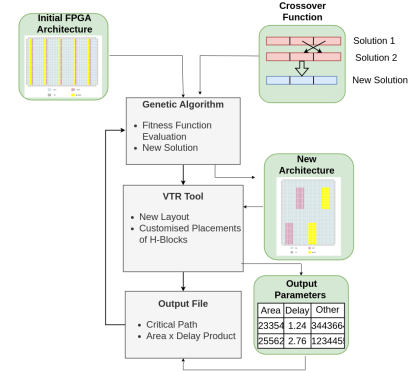 Initial FPGA
Architecture
Crossover
Function
Solution 1
Solution 2
New Solution
Genetic Algorithm
• Fitness Function
Evaluation
• New Solution
New
Architecture
VTR Tool
• New Layout
• Customised Placements
of H-Blocks
Output
Parameters
Area Delay Other
23354 1.24 344366
25562 2.76 123445
Output File
• Critical Path
• Area x Delay Product